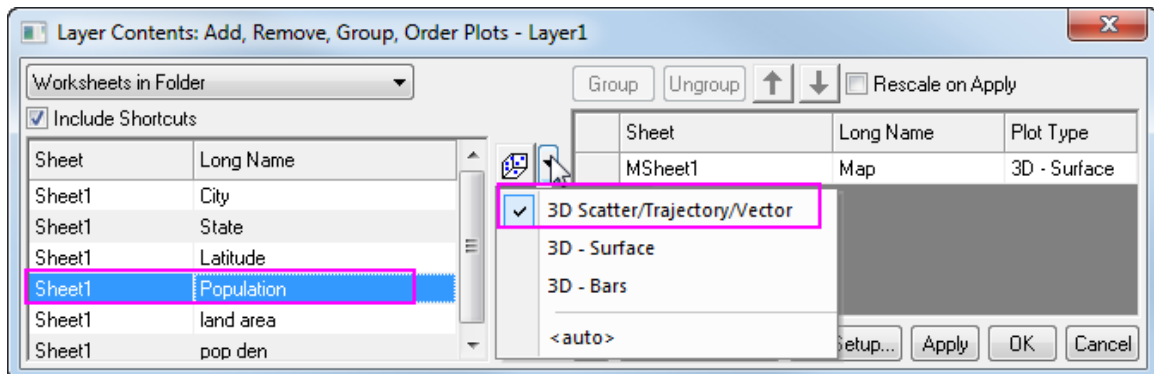 Layer Contents: Add, Remove, Group, Order Plots - Layer1
Worksheets in Folder
Group Ungroup Rescale on Apply
Include Shortcuts
Sheet Long Name
Sheet Long Name Plot Type
MSheet1 Map 3D - Surface
Sheet1 City
Sheet1 State
Sheet1 Latitude
Sheet1 Population
Sheet1 land area
Sheet1 pop den
3D Scatter/Trajectory/Vector
3D - Surface
3D - Bars
<auto>
Apply OK Cancel